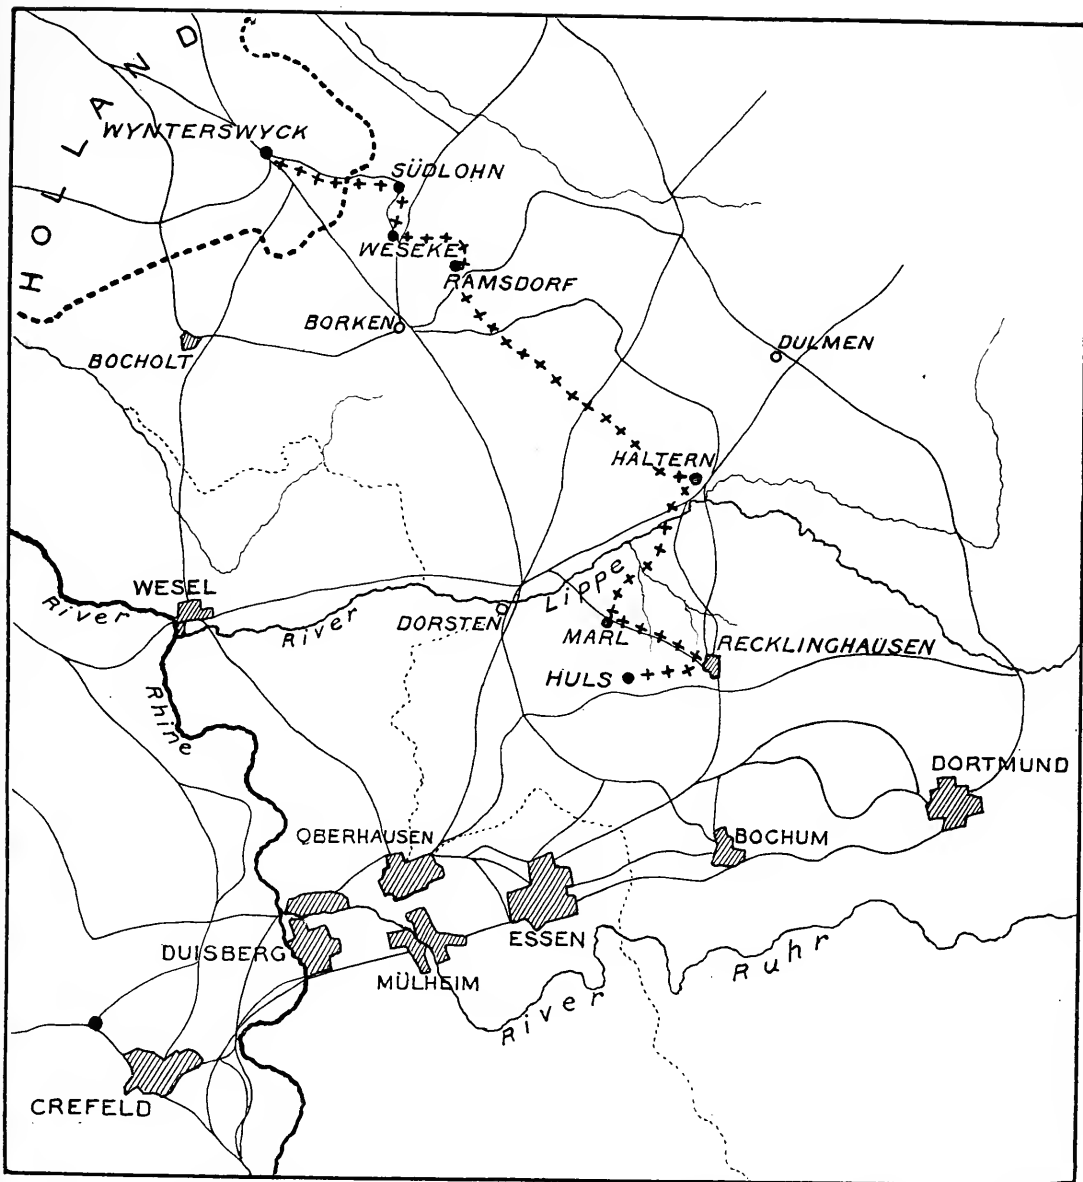 HOLLAND
WYNTERSWYCK
SÜDLOHN
WESEKE
RAMSDORF
BORKEN
BOCHOLT
DULMEN
HALTERN
WESEL
River
River
Lippe
DORSTEN
MARL
RECKLINGHAUSEN
HULS
Rhine
DORTMUND
OBERHAUSEN
BOCHUM
DUISBERG
ESSEN
MÜLHEIM
River
Ruhr
CREFELD